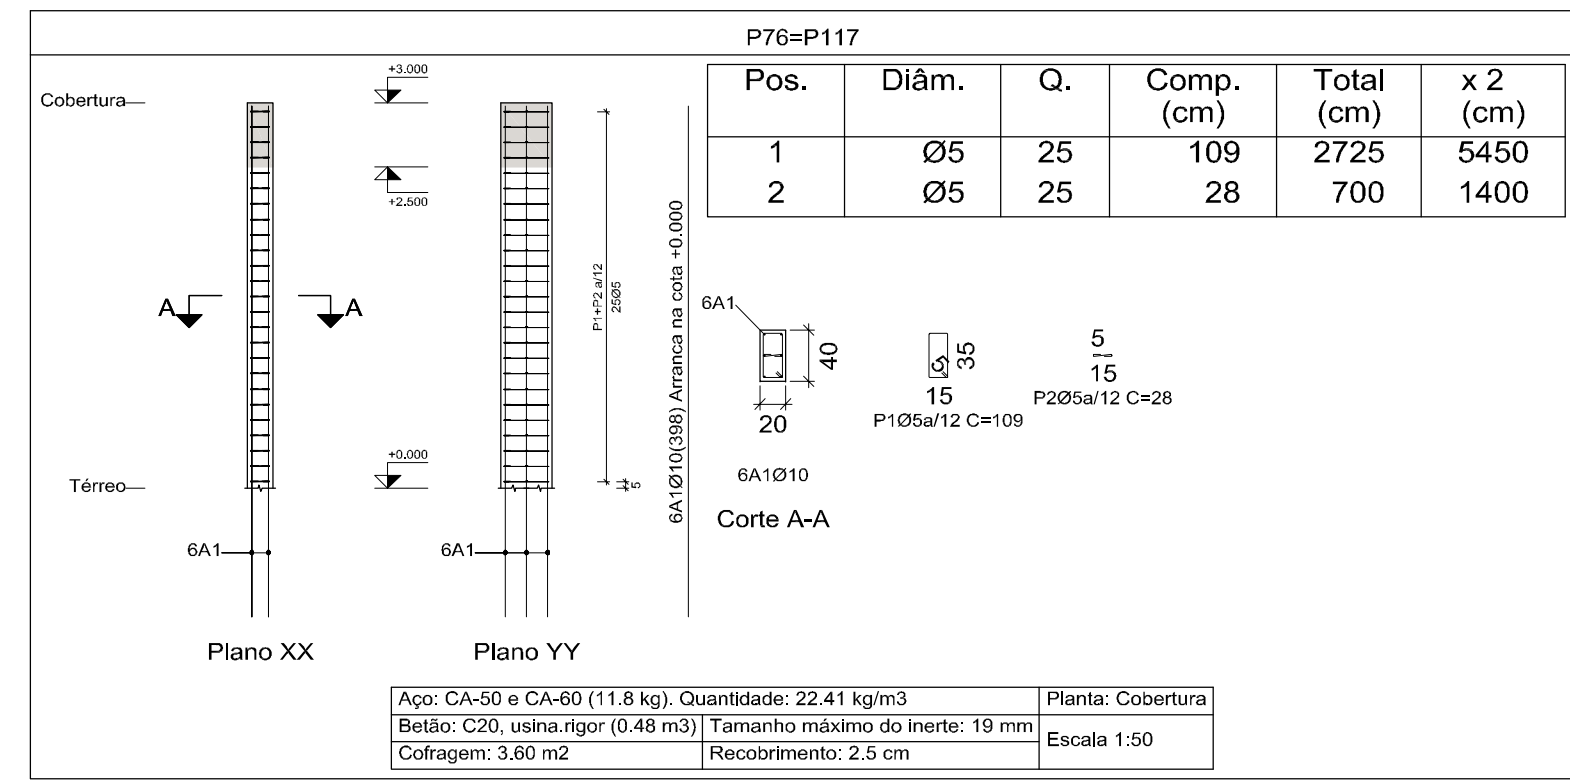 P76=P117
Pos. Diâm. Q. Comp. (cm) Total (cm) x 2 (cm)
1 Ø5 25 109 2725 5450
2 Ø5 25 28 700 1400
Cobertura
+3.000
+2.500
A A
+0.000
Térreo
6A1
6A1
Plano XX
Plano YY
P1+P2 a/12
25Ø5
5
6A1Ø10(398) Arranca na cota +0.000
6A1
40
20
6A1Ø10
Corte A-A
5
35
15
P1Ø5a/12 C=109
5
15
P2Ø5a/12 C=28
Aço: CA-50 e CA-60 (11.8 kg). Quantidade: 22.41 kg/m3
Planta: Cobertura
Betão: C20, usina.rigor (0.48 m3)
Tamanho máximo do inerte: 19 mm
Escala 1:50
Cofragem: 3.60 m2
Recobrimento: 2.5 cm